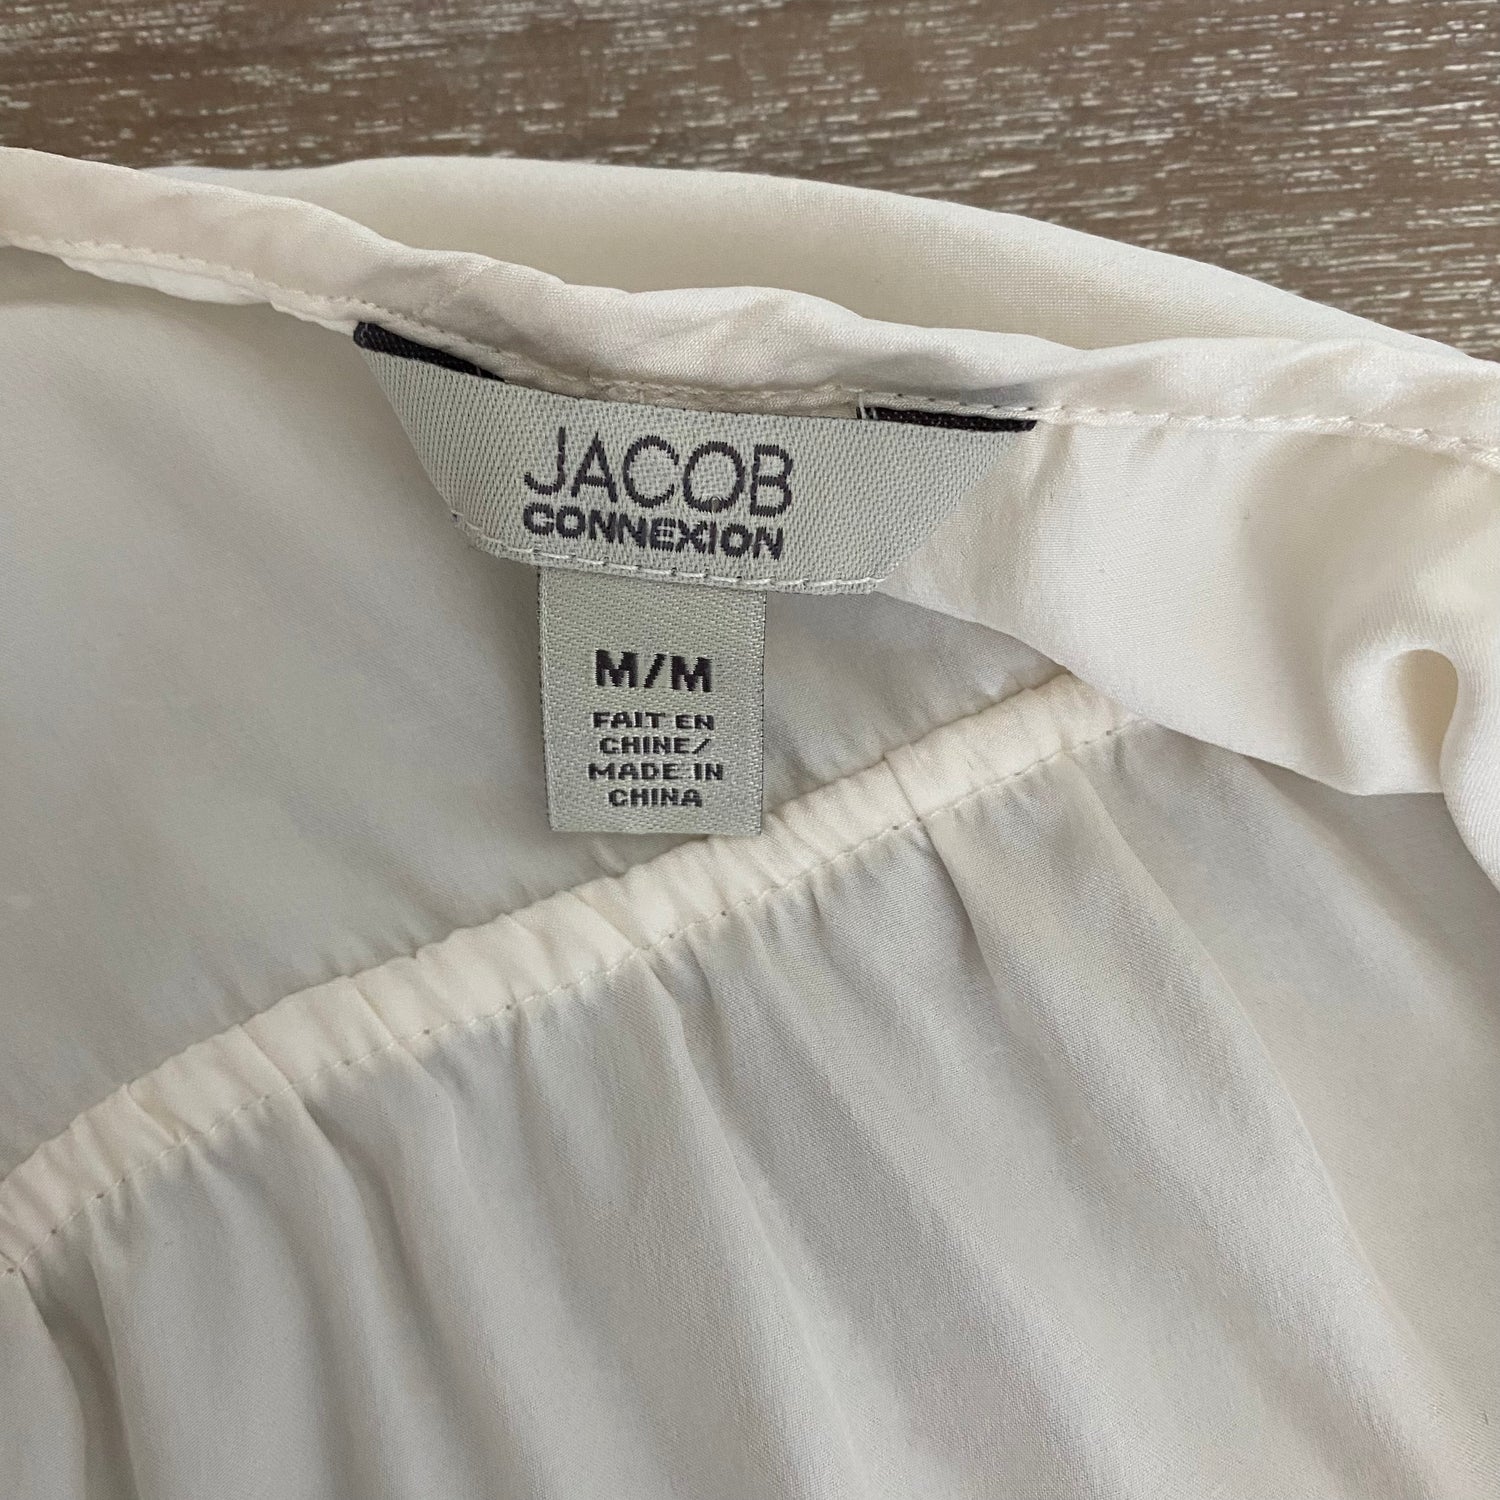 JACOB
CONNEXION
M/M
FAIT EN
CHINE/
MADE IN
CHINA